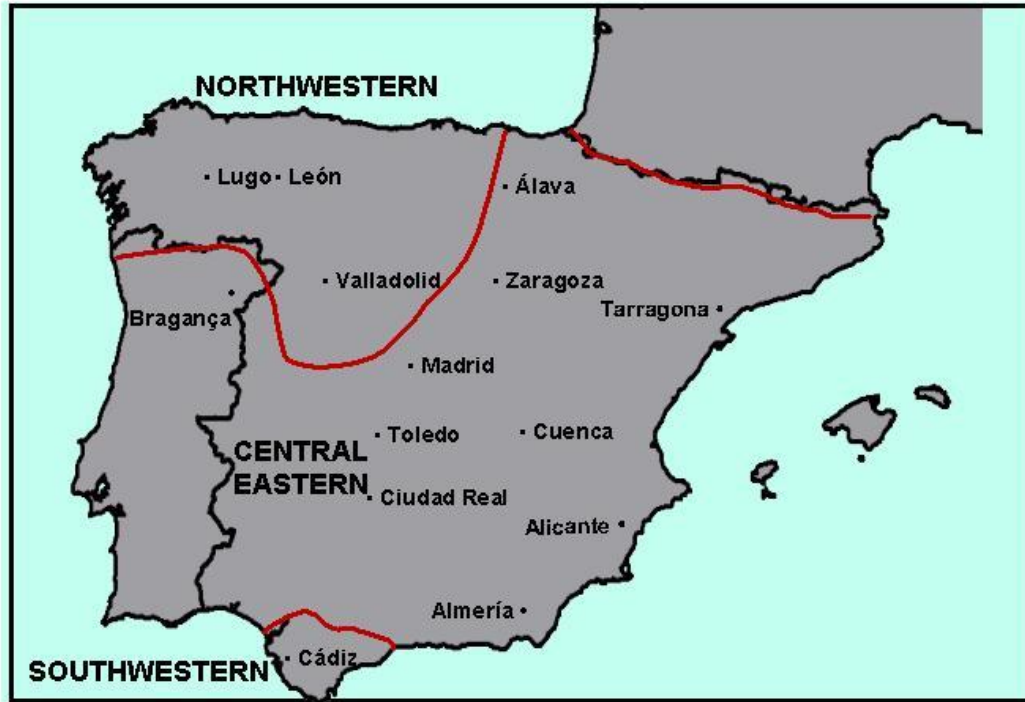 NORTHWESTERN
Lugo
León
Álava
Valladolid
Zaragoza
Bragança
Tarragona
Madrid
Toledo
Cuenca
CENTRAL
EASTERN
Ciudad Real
Alicante
Almería
Cádiz
SOUTHWESTERN